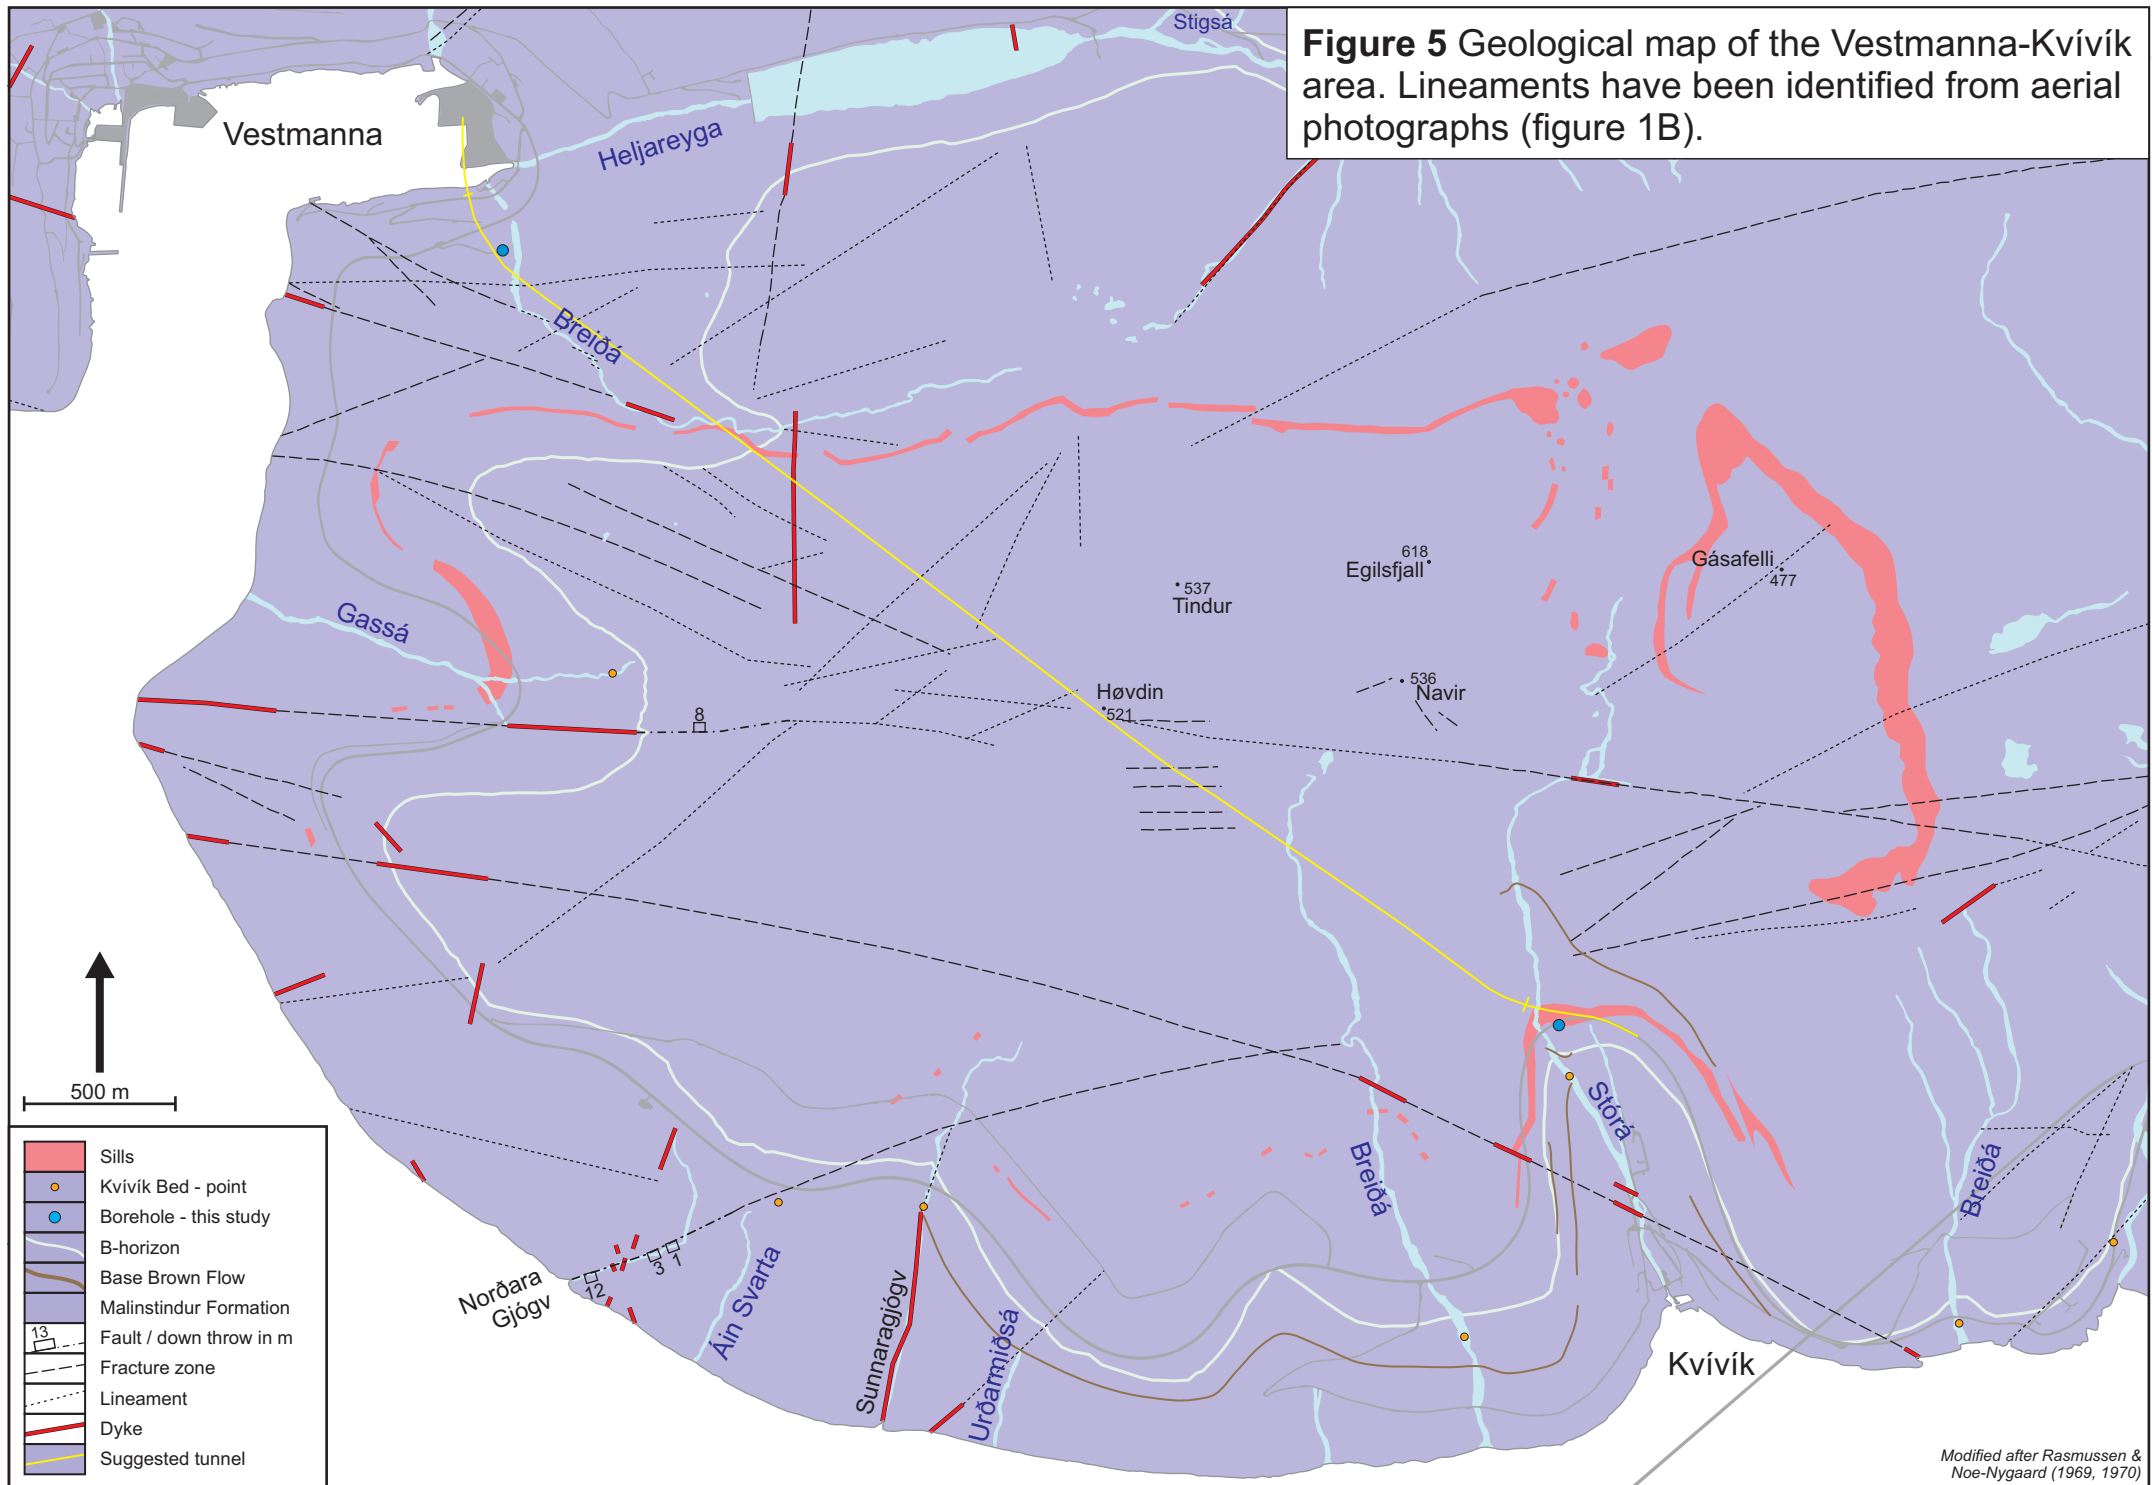 Figure 5 Geological map of the Vestmanna-Kvívík
area. Lineaments have been identified from aerial
photographs (figure 1B).
Stigsá
Vestmanna
Heljareyga
Breiðá
Gásafelli
477
618
Egilsfjall
537
Tindur
Gassá
536
Navir
Høvdin
521
8
500 m
Stórá
Breiðá
Breiðá
Norðara
Gjógv
12
3
1
Áin Svarta
Sunnaragjógv
Urðamiðsá
Kvívík
Sills
Kvívík Bed - point
Borehole - this study
B-horizon
Base Brown Flow
Malinstindur Formation
13
Fault / down throw in m
Fracture zone
Lineament
Dyke
Suggested tunnel
Modified after Rasmussen &
Noe-Nygaard (1969, 1970)